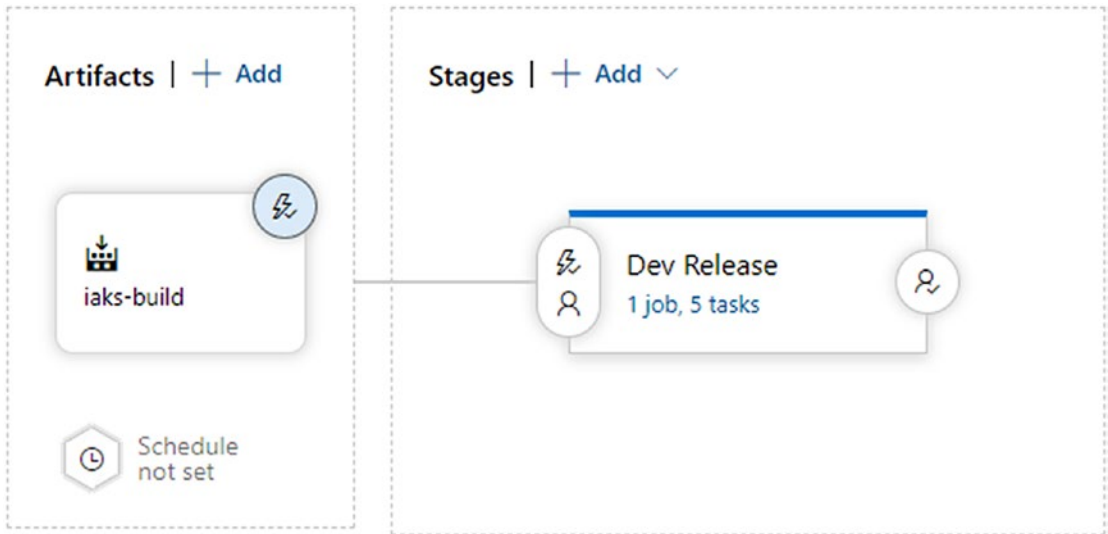 Artifacts | + Add
Stages | + Add
iaks-build
Dev Release
1 job, 5 tasks
Schedule
not set